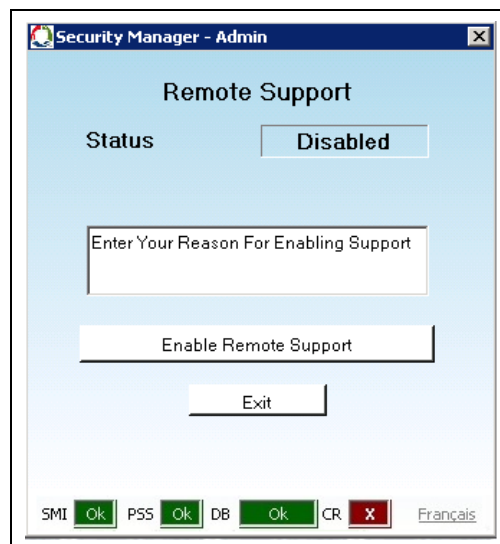 Security Manager - Admin
Remote Support
Status Disabled
Enter Your Reason For Enabling Support
Enable Remote Support
Exit
SMI Ok PSS Ok DB Ok CR X Français